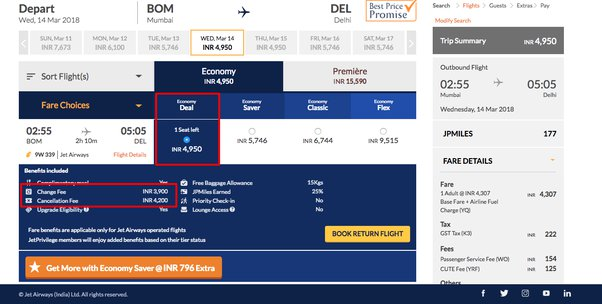 Depart
Wed, 14 Mar 2018
BOM
Mumbai
DEL
Delhi
Best Price
Promise
SUN, Mar 11
INR 7,673
MON, Mar 12
INR 6,100
TUE, Mar 13
INR 5,746
WED, Mar 14
INR 4,950
THU, Mar 15
INR 4,950
FRI, Mar 16
INR 5,746
SAT, Mar 17
INR 5,746
Sort Flight(s)
Economy
INR 4,950
Première
INR 15,590
Fare Choices
Economy
Deal
Economy
Saver
Economy
Classic
Economy
Flex
02:55
BOM
2h 10m
05:05
DEL
9W 339 | Jet Airways
Flight Details
1 Seat left
INR 4,950
INR 5,746
INR 6,744
INR 9,515
Benefits included
Complimentary meal
Yes
Change Fee
INR 3,900
Cancellation Fee
INR 4,200
Upgrade Eligibility
Yes
Free Baggage Allowance
15Kgs
JPMiles Earned
25%
Priority Check-in
No
Lounge Access
No
Fare benefits are applicable only for Jet Airways operated flights
JetPrivilege members will enjoy added benefits based on their tier status
BOOK RETURN FLIGHT
Get More with Economy Saver @ INR 796 Extra
© Jet Airways (India) Ltd. All rights reserved.
Search > Flights > Guests > Extras > Pay
Modify Search
Trip Summary
INR 4,950
Outbound Flight
02:55
Mumbai
05:05
Delhi
Wednesday, 14 Mar 2018
JPMILES
177
FARE DETAILS
Fare
1 Adult @ INR 4,307
INR 4,307
Base Fare + Airline Fuel
Charge (YQ)
Tax
GST Tax (K3)
INR 222
Fees
Passenger Service Fee (WO)
INR 154
CUTE Fee (YRF)
INR 125
Others